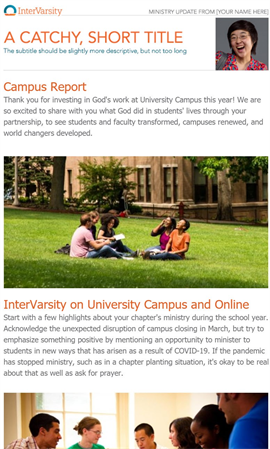 InterVarsity
MINISTRY UPDATE FROM [YOUR NAME HERE]
A CATCHY, SHORT TITLE
The subtitle should be slightly more descriptive, but not too long
Campus Report
Thank you for investing in God's work at University Campus this year! We are
so excited to share with you what God did in students' lives through your
partnership, to see students and faculty transformed, campuses renewed, and
world changers developed.
InterVarsity on University Campus and Online
Start with a few highlights about your chapter's ministry during the school year.
Acknowledge the unexpected disruption of campus closing in March, but try to
emphasize something positive by mentioning an opportunity to minister to
students in new ways that has arisen as a result of COVID-19. If the pandemic
has stopped ministry, such as in a chapter planting situation, it's okay to be real
about that as well as ask for prayer.